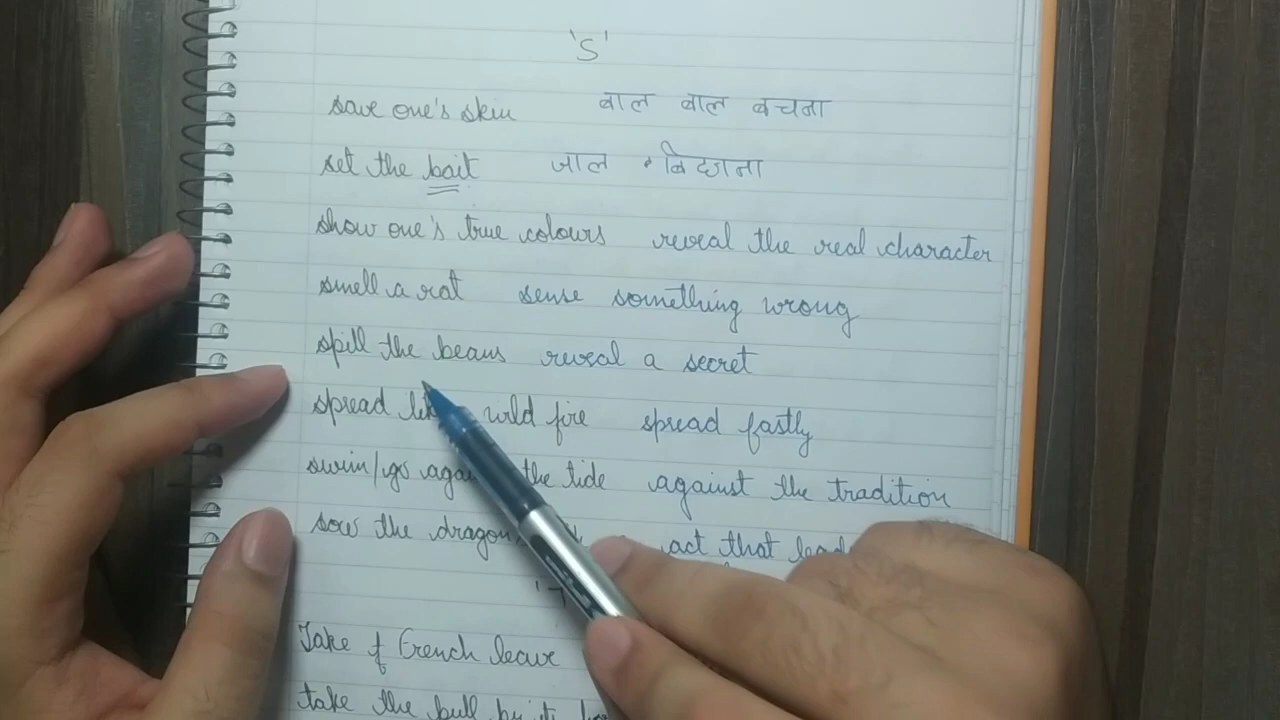 'S'
save one's skin बाल बाल बचना
set the bait जाल बिछाना
show one's true colours reveal the real character
smell a rat sense something wrong
spill the beans reveal a secret
spread wild fire spread fastly
swim/go the tide against the tradition
sow the dragon act that
Take French leave
take the bull by